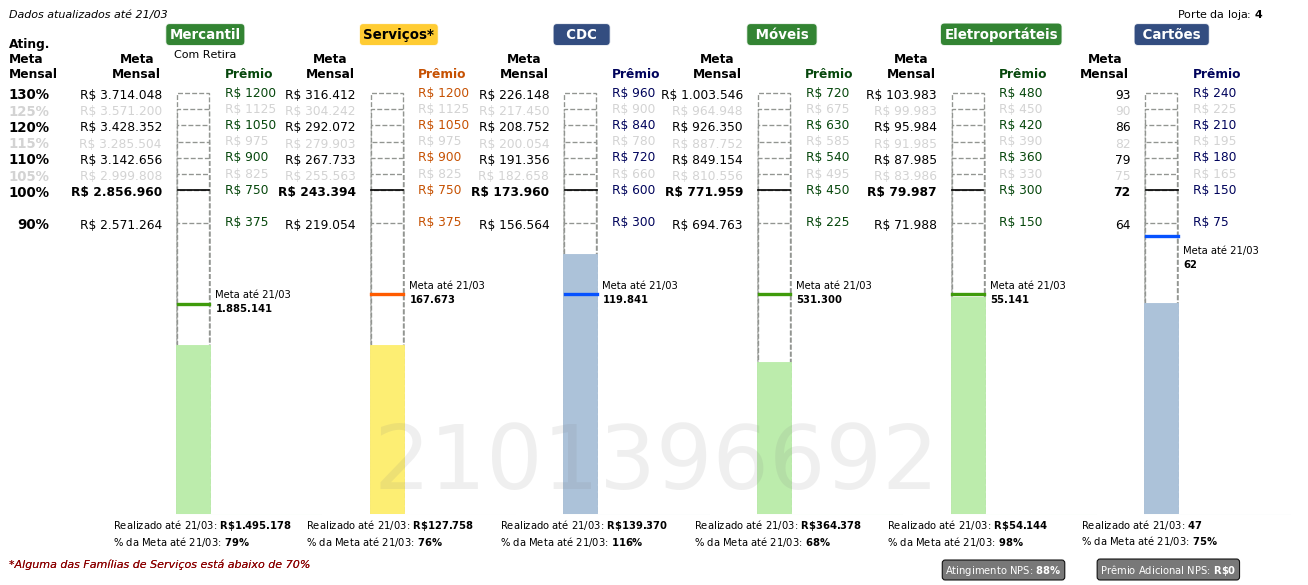 Dados atualizados até 21/03
Porte da loja: 4
Mercantil Serviços* CDC Móveis Eletroportáteis Cartões
Com Retira
Ating. Meta Mensal
Meta Mensal Prêmio Meta Mensal Prêmio Meta Mensal Prêmio Meta Mensal Prêmio Meta Mensal Prêmio Meta Mensal Prêmio
130% R$ 3.714.048 R$ 1200 R$ 316.412 R$ 1200 R$ 226.148 R$ 960 R$ 1.003.546 R$ 720 R$ 103.983 R$ 480 93 R$ 240
125% R$ 3.571.200 R$ 1125 R$ 304.242 R$ 1125 R$ 217.450 R$ 900 R$ 964.948 R$ 675 R$ 99.983 R$ 450 90 R$ 225
120% R$ 3.428.352 R$ 1050 R$ 292.072 R$ 1050 R$ 208.752 R$ 840 R$ 926.350 R$ 630 R$ 95.984 R$ 420 86 R$ 210
115% R$ 3.285.504 R$ 975 R$ 279.903 R$ 975 R$ 200.054 R$ 780 R$ 887.752 R$ 585 R$ 91.985 R$ 390 82 R$ 195
110% R$ 3.142.656 R$ 900 R$ 267.733 R$ 900 R$ 191.356 R$ 720 R$ 849.154 R$ 540 R$ 87.985 R$ 360 79 R$ 180
105% R$ 2.999.808 R$ 825 R$ 255.563 R$ 825 R$ 182.658 R$ 660 R$ 810.556 R$ 495 R$ 83.986 R$ 330 75 R$ 165
100% R$ 2.856.960 R$ 750 R$ 243.394 R$ 750 R$ 173.960 R$ 600 R$ 771.959 R$ 450 R$ 79.987 R$ 300 72 R$ 150
90% R$ 2.571.264 R$ 375 R$ 219.054 R$ 375 R$ 156.564 R$ 300 R$ 694.763 R$ 225 R$ 71.988 R$ 150 64 R$ 75
Meta até 21/03
62
Meta até 21/03 Meta até 21/03 Meta até 21/03 Meta até 21/03 Meta até 21/03
1.885.141 167.673 119.841 531.300 55.141
2101396692
Realizado até 21/03: R$1.495.178 Realizado até 21/03: R$127.758 Realizado até 21/03: R$139.370 Realizado até 21/03: R$364.378 Realizado até 21/03: R$54.144 Realizado até 21/03: 47
% da Meta até 21/03: 79% % da Meta até 21/03: 76% % da Meta até 21/03: 116% % da Meta até 21/03: 68% % da Meta até 21/03: 98% % da Meta até 21/03: 75%
*Alguma das Famílias de Serviços está abaixo de 70%
Atingimento NPS: 88% Prêmio Adicional NPS: R$0